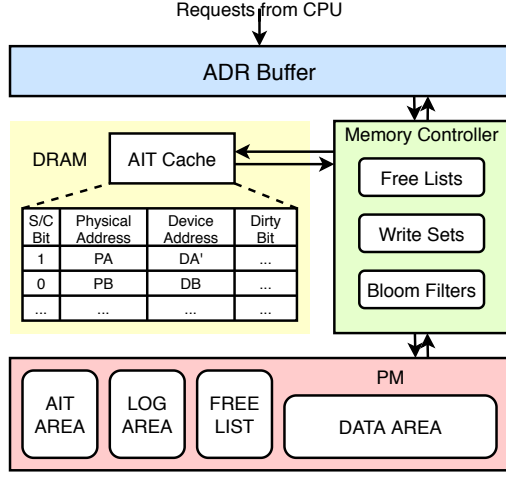 Requests from CPU
ADR Buffer
DRAM
AIT Cache
Memory Controller
Free Lists
Write Sets
Bloom Filters
S/C Bit Physical Address Device Address Dirty Bit
1 PA DA' ...
0 PB DB ...
... ... ... ...
PM
AIT AREA
LOG AREA
FREE LIST
DATA AREA